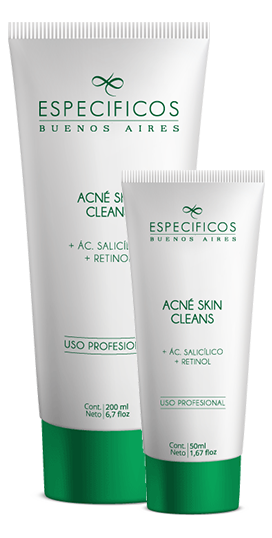 ESPECIFICOS
BUENOS AIRES
ACNÉ SKIN
CLEANS
+ ÁC. SALICÍLICO
+ RETINOL
USO PROFESIONAL
Cont. 200 ml
Neto 6,7 floz
ESPECIFICOS
BUENOS AIRES
ACNÉ SKIN
CLEANS
+ ÁC. SALICÍLICO
+ RETINOL
USO PROFESIONAL
Cont. 50ml
Neto 1,67 floz